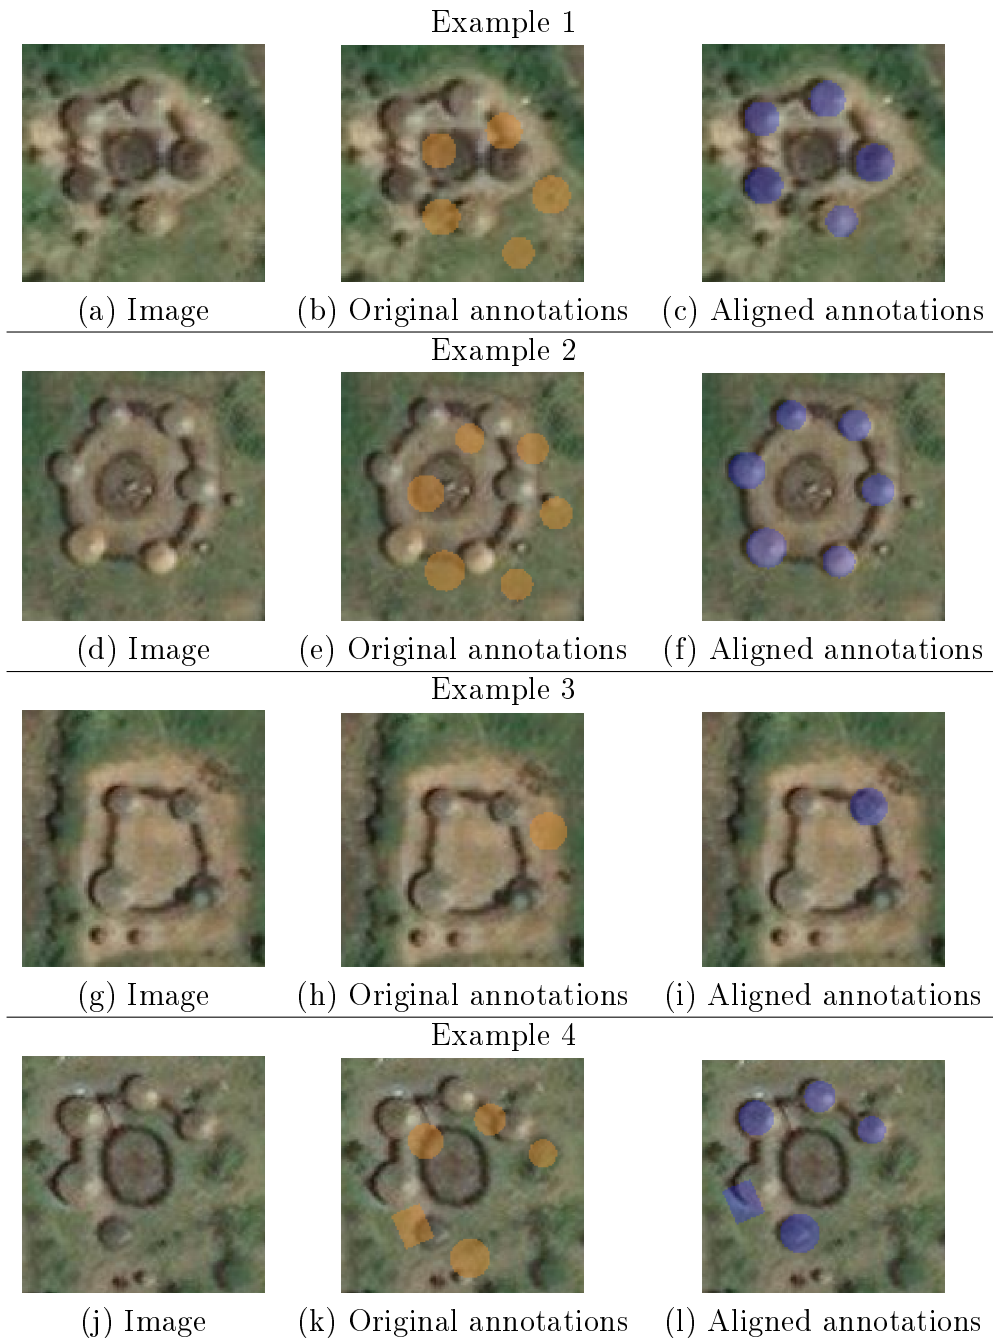 Example 1
(a) Image (b) Original annotations (c) Aligned annotations
Example 2
(d) Image (e) Original annotations (f) Aligned annotations
Example 3
(g) Image (h) Original annotations (i) Aligned annotations
Example 4
(j) Image (k) Original annotations (l) Aligned annotations